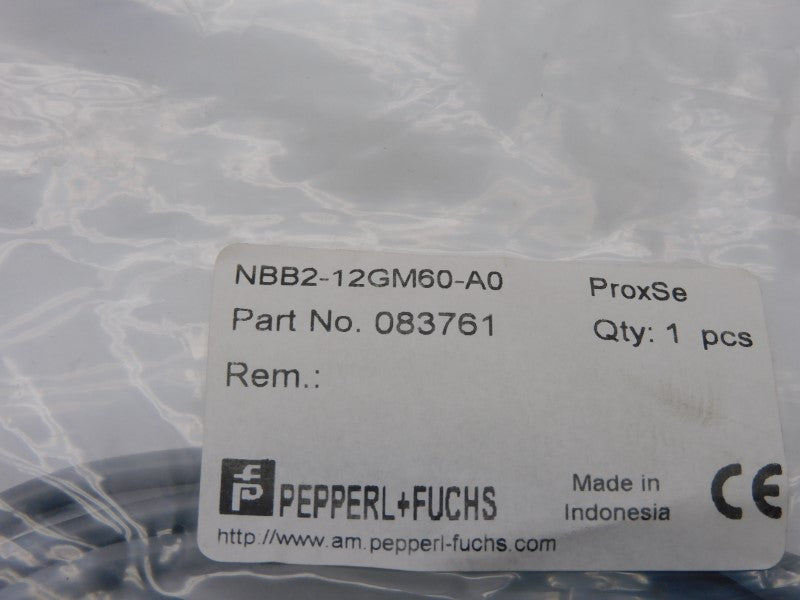 NBB2-12GM60-A0 ProxSe
Part No. 083761 Qty: 1 pcs
Rem.:
PEPPERL+FUCHS
Made in
Indonesia
CE
http://www.am.pepperl-fuchs.com